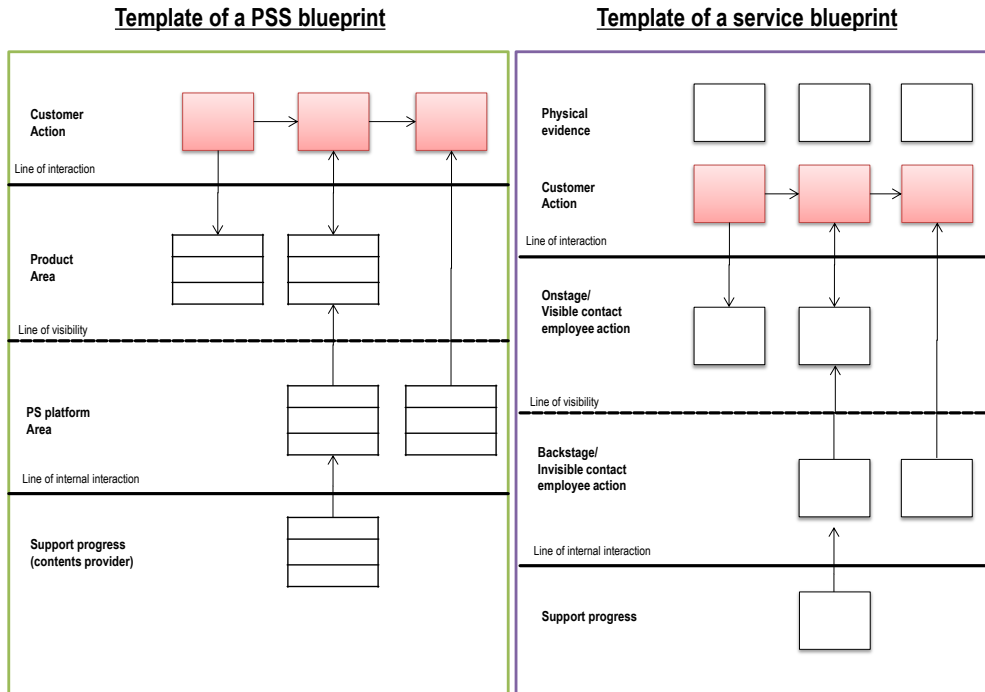 Template of a PSS blueprint
Customer
Action
Line of interaction
Product
Area
Line of visibility
PS platform
Area
Line of internal interaction
Support progress
(contents provider)
Template of a service blueprint
Physical
evidence
Customer
Action
Line of interaction
Onstage/
Visible contact
employee action
Line of visibility
Backstage/
Invisible contact
employee action
Line of internal interaction
Support progress